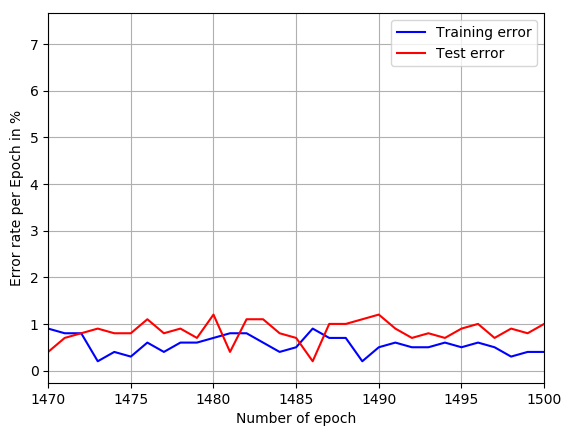 Training error
Test error
7
6
5
4
3
2
1
0
Error rate per Epoch in %
1470 1475 1480 1485 1490 1495 1500
Number of epoch